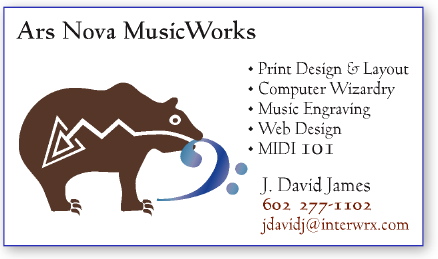 Ars Nova MusicWorks
• Print Design & Layout
• Computer Wizardry
• Music Engraving
• Web Design
• MIDI 101
J. David James
602 277-1102
jdavidj@interwrx.com